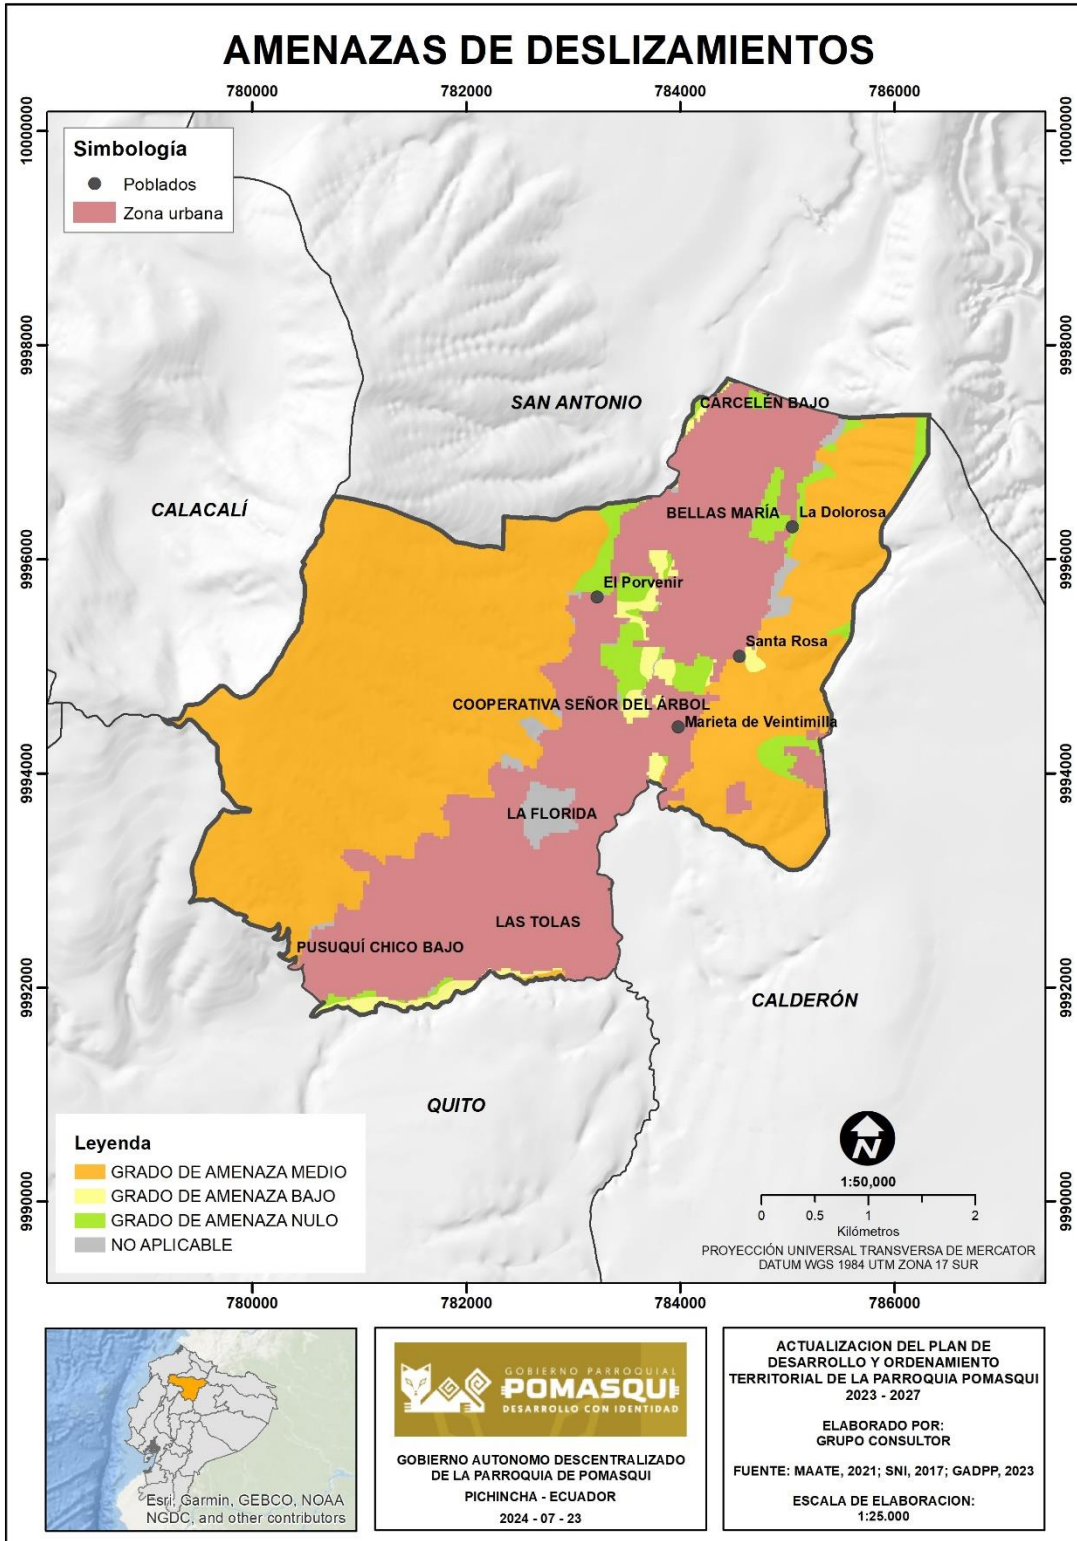 AMENAZAS DE DESLIZAMIENTOS
780000
782000
784000
786000
10000000
10000000
Simbología
Poblados
Zona urbana
9998000
9998000
SAN ANTONIO
CARCELÉN BAJO
CALACALÍ
BELLAS MARÍA
La Dolorosa
9996000
9996000
El Porvenir
Santa Rosa
COOPERATIVA SEÑOR DEL ÁRBOL
Marieta de Veintimilla
9994000
9994000
LA FLORIDA
LAS TOLAS
PUSUQUÍ CHICO BAJO
9992000
9992000
CALDERÓN
QUITO
Leyenda
GRADO DE AMENAZA MEDIO
GRADO DE AMENAZA BAJO
GRADO DE AMENAZA NULO
NO APLICABLE
9990000
9990000
N
1:50,000
0 0.5 1 2
Kilómetros
PROYECCIÓN UNIVERSAL TRANSVERSA DE MERCATOR
DATUM WGS 1984 UTM ZONA 17 SUR
780000
782000
784000
786000
Esri, Garmin, GEBCO, NOAA
NGDC, and other contributors
GOBIERNO PARROQUIAL
POMASQUI
DESARROLLO CON IDENTIDAD
GOBIERNO AUTONOMO DESCENTRALIZADO
DE LA PARROQUIA DE POMASQUI
PICHINCHA - ECUADOR
2024 - 07 - 23
ACTUALIZACION DEL PLAN DE
DESARROLLO Y ORDENAMIENTO
TERRITORIAL DE LA PARROQUIA POMASQUI
2023 - 2027
ELABORADO POR:
GRUPO CONSULTOR
FUENTE: MAATE, 2021; SNI, 2017; GADPP, 2023
ESCALA DE ELABORACION:
1:25.000